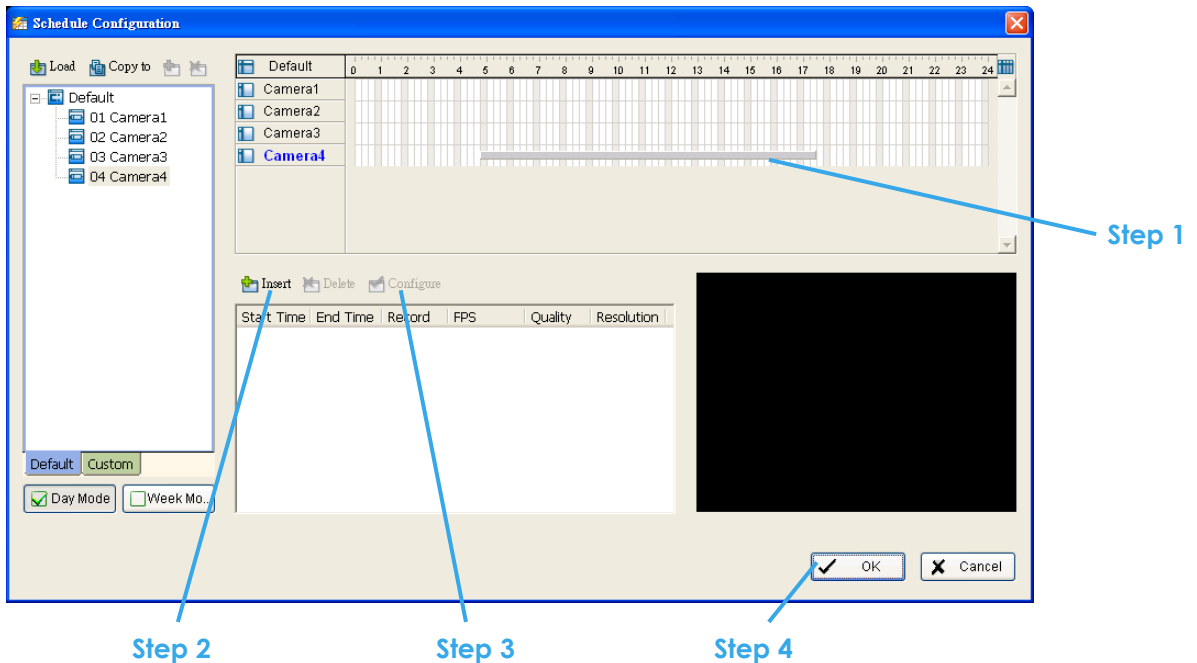 Schedule Configuration
Load Copy to
Default
01 Camera1
02 Camera2
03 Camera3
04 Camera4
Default Custom
Day Mode Week Mo...
Default 0 1 2 3 4 5 6 7 8 9 10 11 12 13 14 15 16 17 18 19 20 21 22 23 24
Camera1
Camera2
Camera3
Camera4
Step 1
Insert Delete Configure
Start Time End Time Record FPS Quality Resolution
OK Cancel
Step 2 Step 3 Step 4